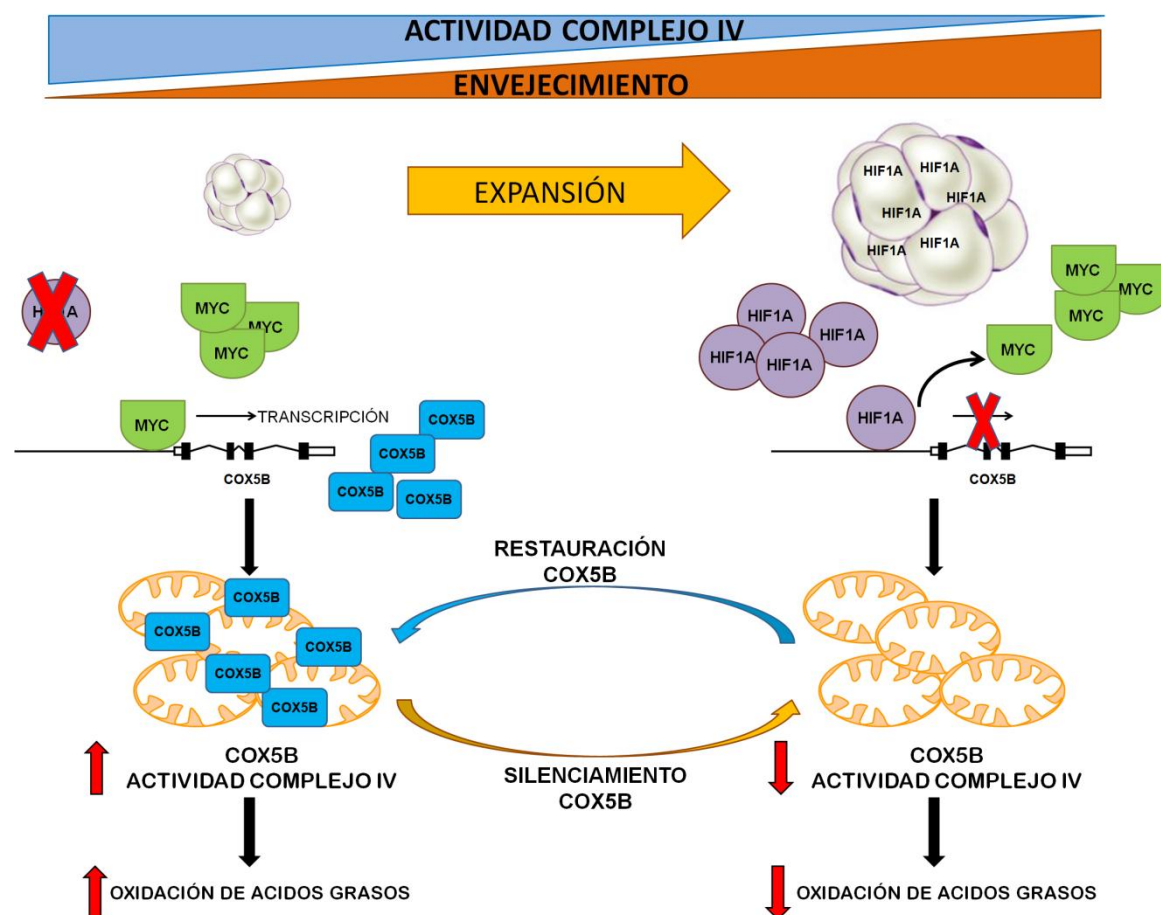 ACTIVIDAD COMPLEJO IV
ENVEJECIMIENTO
EXPANSIÓN
HIF1A
HIF1A
HIF1A
HIF1A
HIF1A
HIF1A
MYC
MYC
MYC
MYC
MYC
MYC
MYC
HIF1A
HIF1A
HIF1A
HIF1A
MYC
MYC
TRANSCRIPCIÓN
HIF1A
COX5B
COX5B
COX5B
COX5B
COX5B
COX5B
RESTAURACIÓN
COX5B
COX5B
COX5B
COX5B
COX5B
COX5B
SILENCIAMIENTO
COX5B
COX5B
ACTIVIDAD COMPLEJO IV
COX5B
ACTIVIDAD COMPLEJO IV
OXIDACIÓN DE ACIDOS GRASOS
OXIDACIÓN DE ACIDOS GRASOS